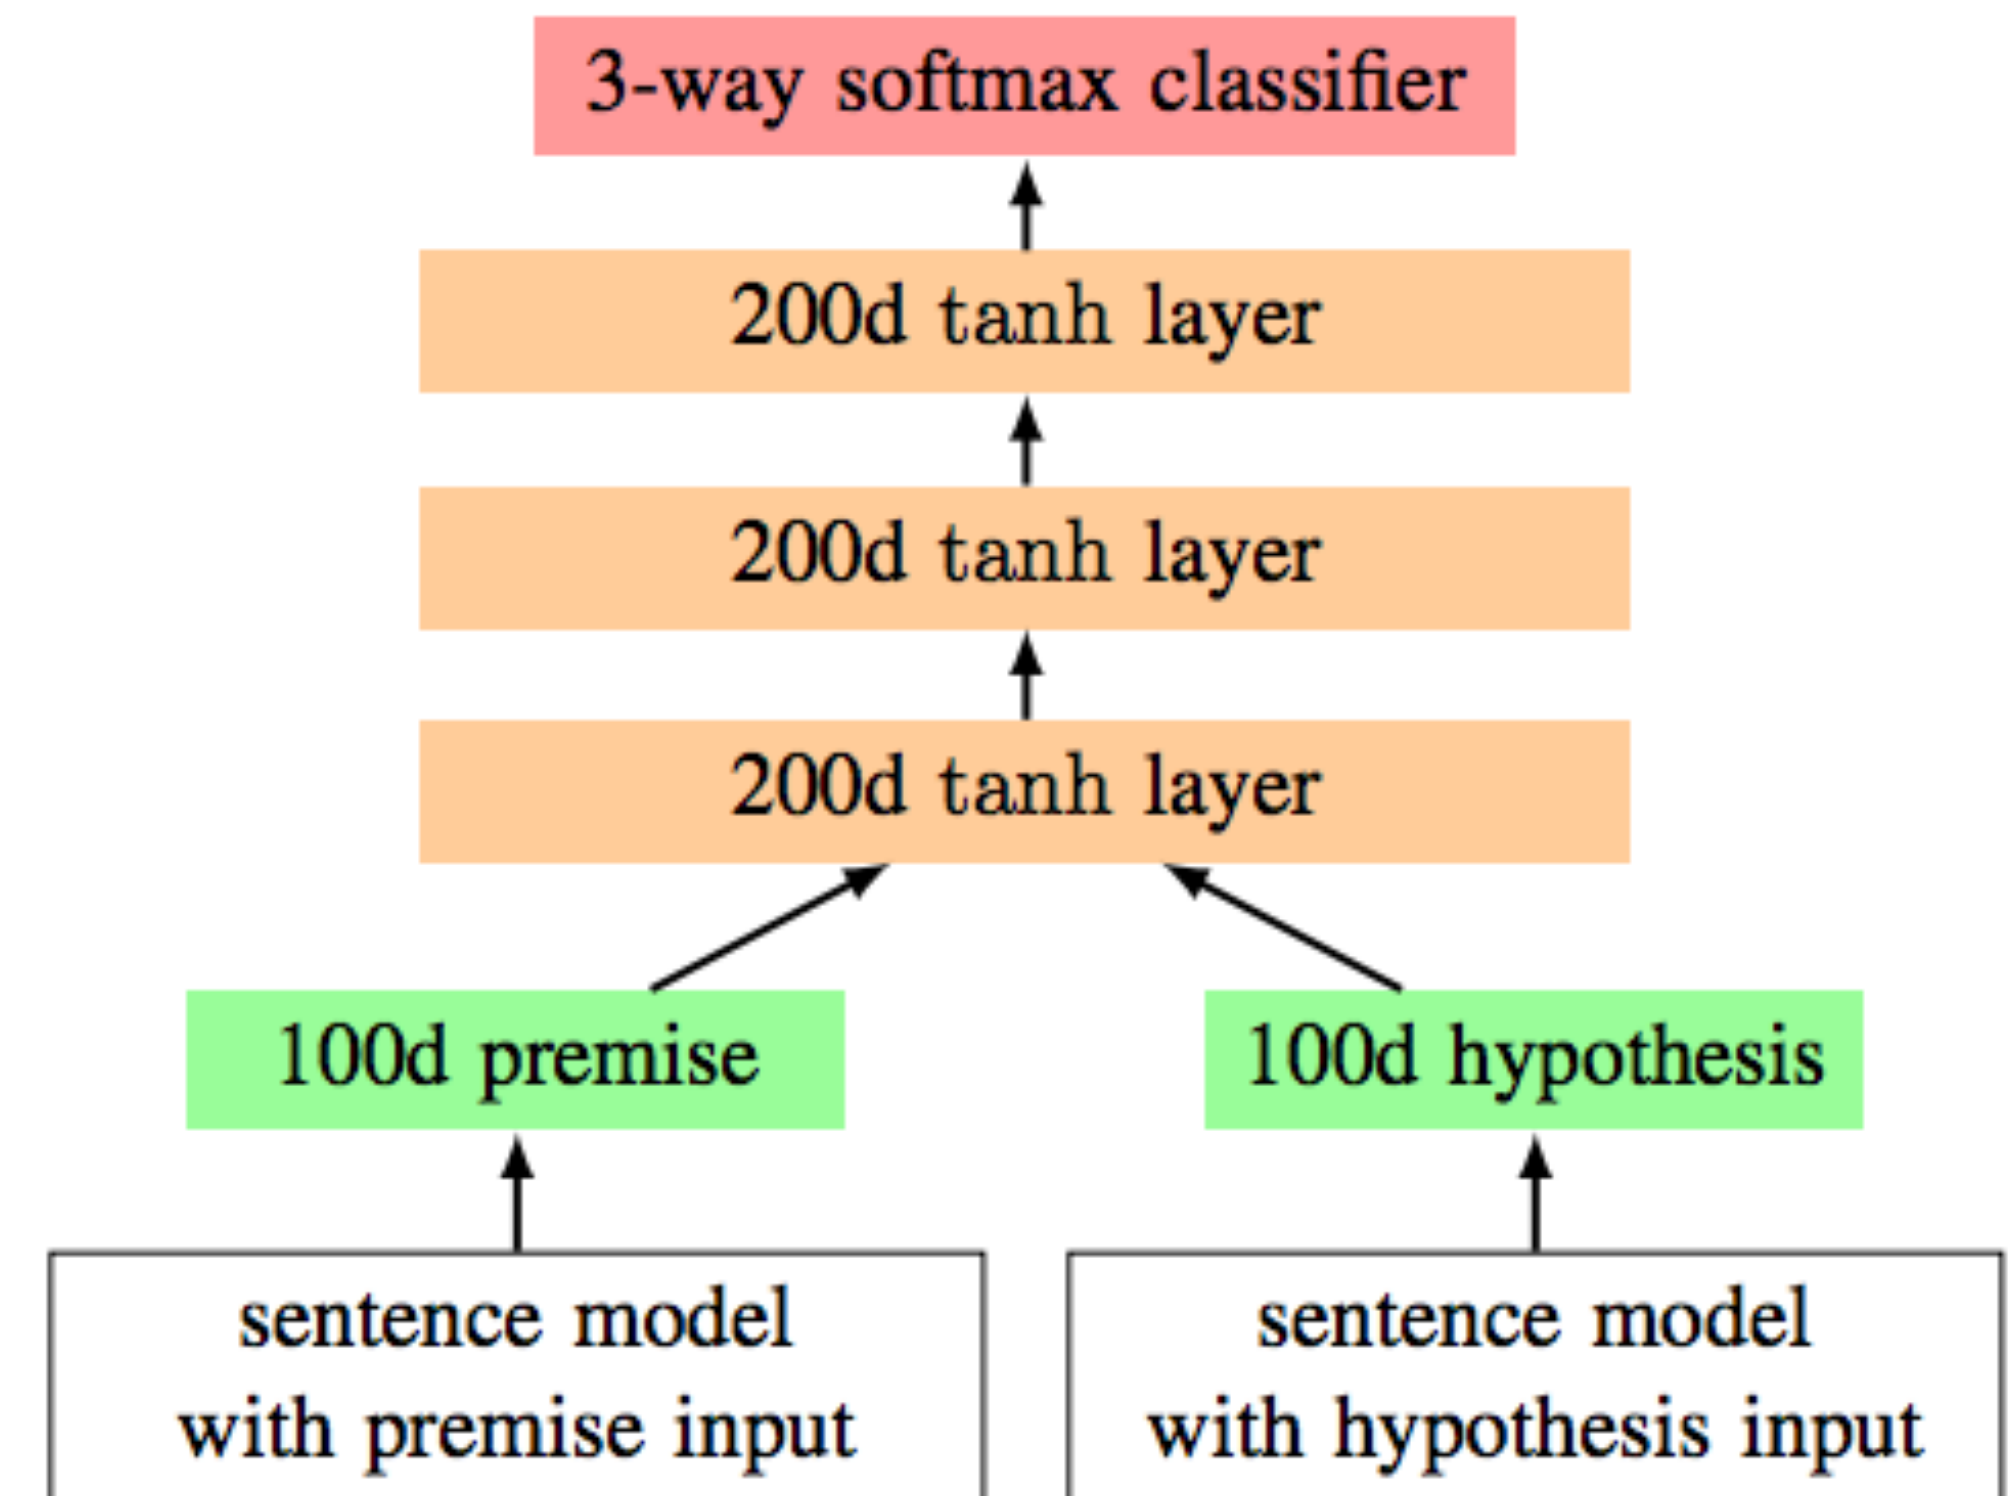 3-way softmax classifier
200d tanh layer
200d tanh layer
200d tanh layer
100d premise
100d hypothesis
sentence model
with premise input
sentence model
with hypothesis input